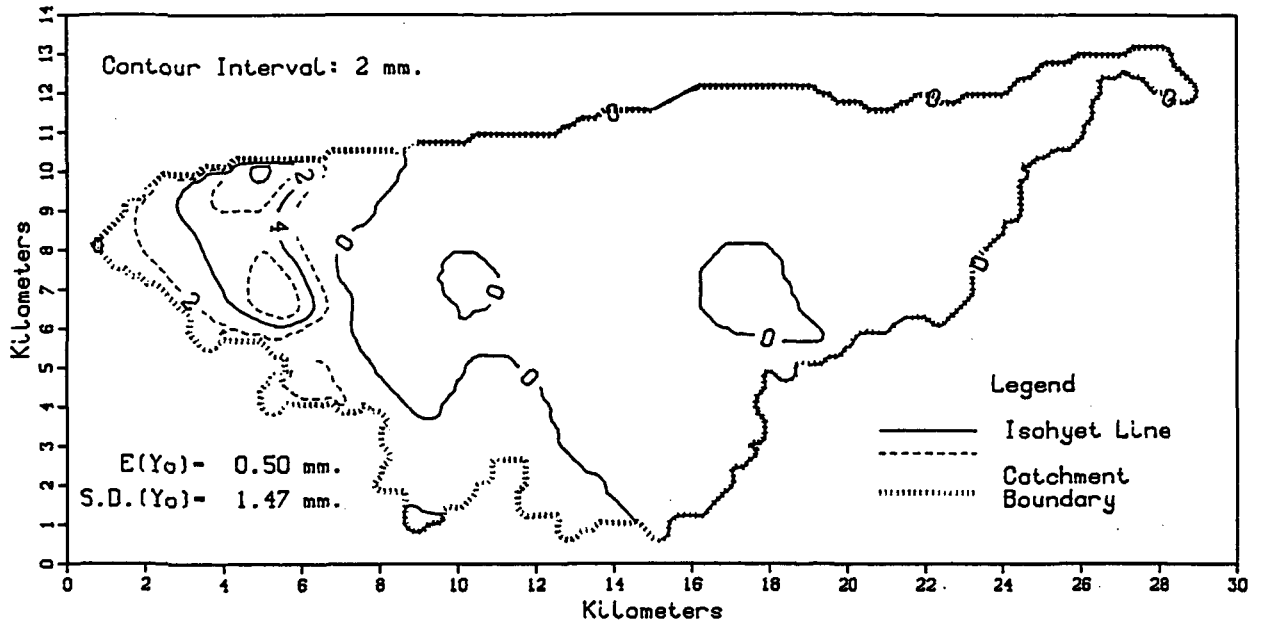 14
13
12
11
10
9
8
7
6
5
4
3
2
1
0
Kilometers
Contour Interval: 2 mm.
0
0
0
2
4
0
2
0
0
0
0
Legend
Isohyet Line
Catchment
Boundary
E(Ya)= 0.50 mm.
S.D.(Ya)= 1.47 mm.
0 2 4 6 8 10 12 14 16 18 20 22 24 26 28 30
Kilometers